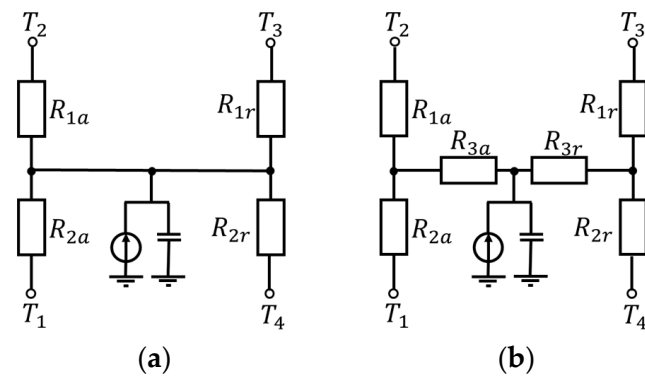 T2 T3 T2 T3
R1a R1r R1a R1r
R3a R3r
R2a R2r R2a R2r
T1 T4 T1 T4
(a) (b)